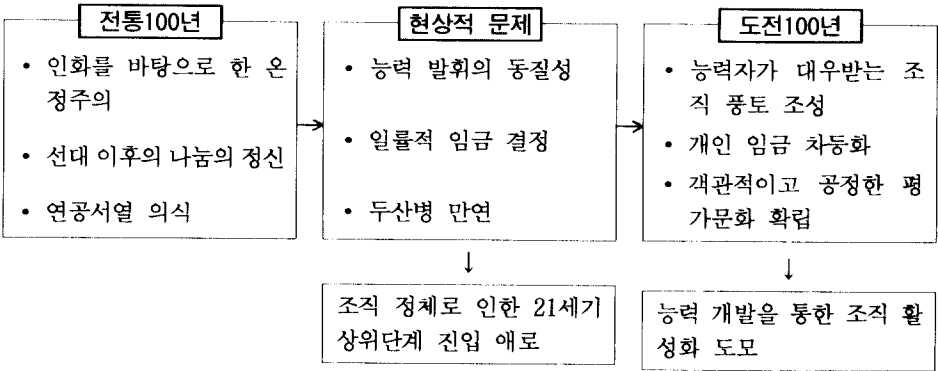 전통100년
• 인화를 바탕으로 한 온
정주의
• 선대 이후의 나눔의 정신
• 연공서열 의식
현상적 문제
• 능력 발휘의 동질성
• 일률적 임금 결정
• 두산병 만연
도전100년
• 능력자가 대우받는 조
직 풍토 조성
• 개인 임금 차등화
• 객관적이고 공정한 평
가문화 확립
조직 정체로 인한 21세기
상위단계 진입 애로
능력 개발을 통한 조직 활
성화 도모